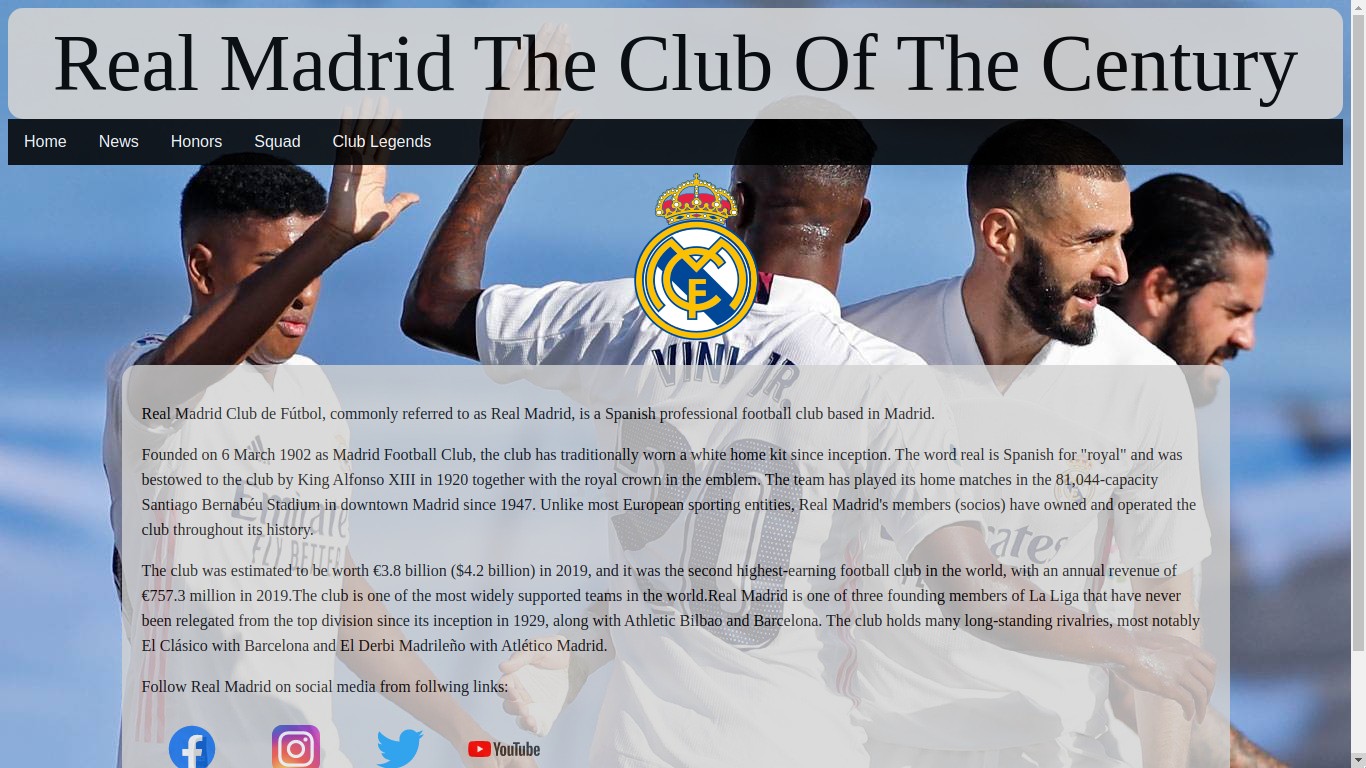 Real Madrid The Club Of The Century
Home News Honors Squad Club Legends
VINI JR.
20
Real Madrid Club de Fútbol, commonly referred to as Real Madrid, is a Spanish professional football club based in Madrid.
Founded on 6 March 1902 as Madrid Football Club, the club has traditionally worn a white home kit since inception. The word real is Spanish for "royal" and was
bestowed to the club by King Alfonso XIII in 1920 together with the royal crown in the emblem. The team has played its home matches in the 81,044-capacity
Santiago Bernabéu Stadium in downtown Madrid since 1947. Unlike most European sporting entities, Real Madrid's members (socios) have owned and operated the
club throughout its history.
The club was estimated to be worth €3.8 billion ($4.2 billion) in 2019, and it was the second highest-earning football club in the world, with an annual revenue of
€757.3 million in 2019.The club is one of the most widely supported teams in the world.Real Madrid is one of three founding members of La Liga that have never
been relegated from the top division since its inception in 1929, along with Athletic Bilbao and Barcelona. The club holds many long-standing rivalries, most notably
El Clásico with Barcelona and El Derbi Madrileño with Atlético Madrid.
Follow Real Madrid on social media from follwing links:
YouTube